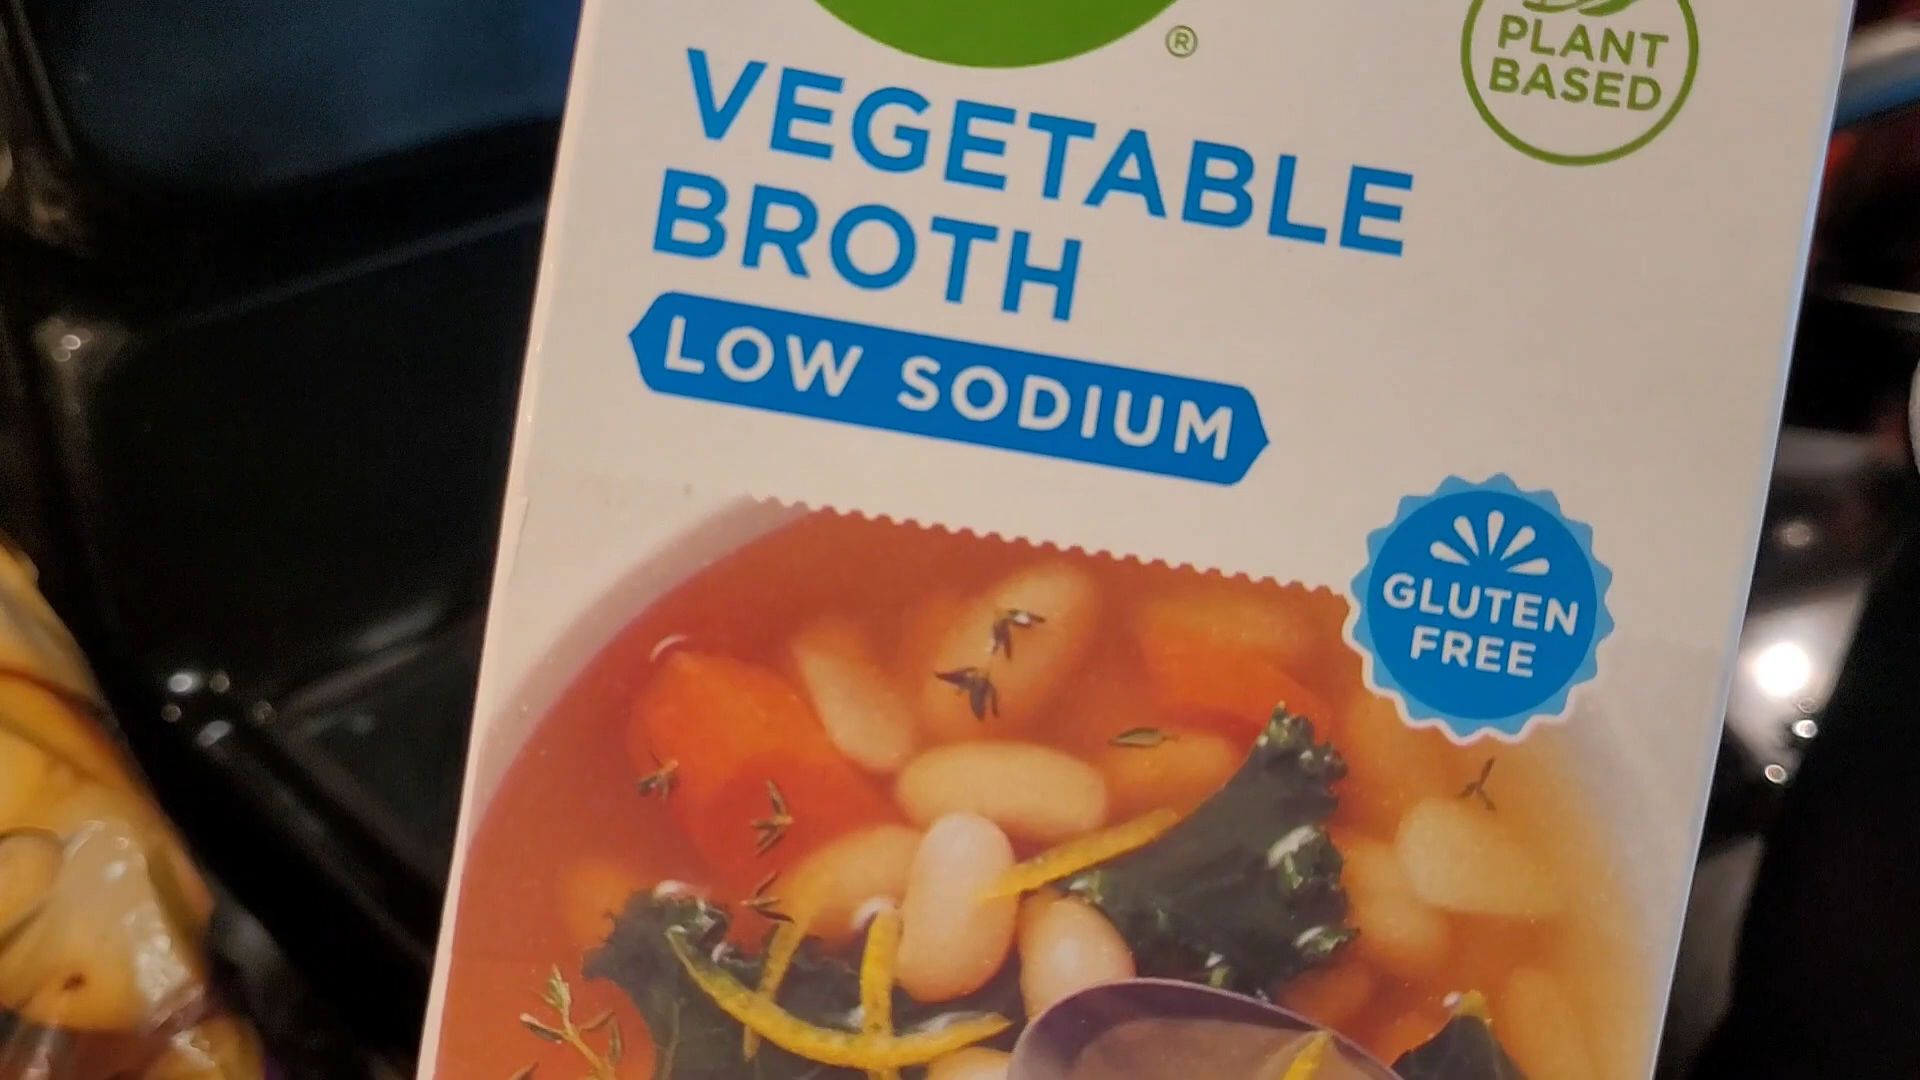 ®
PLANT
BASED
VEGETABLE
BROTH
LOW SODIUM
GLUTEN
FREE